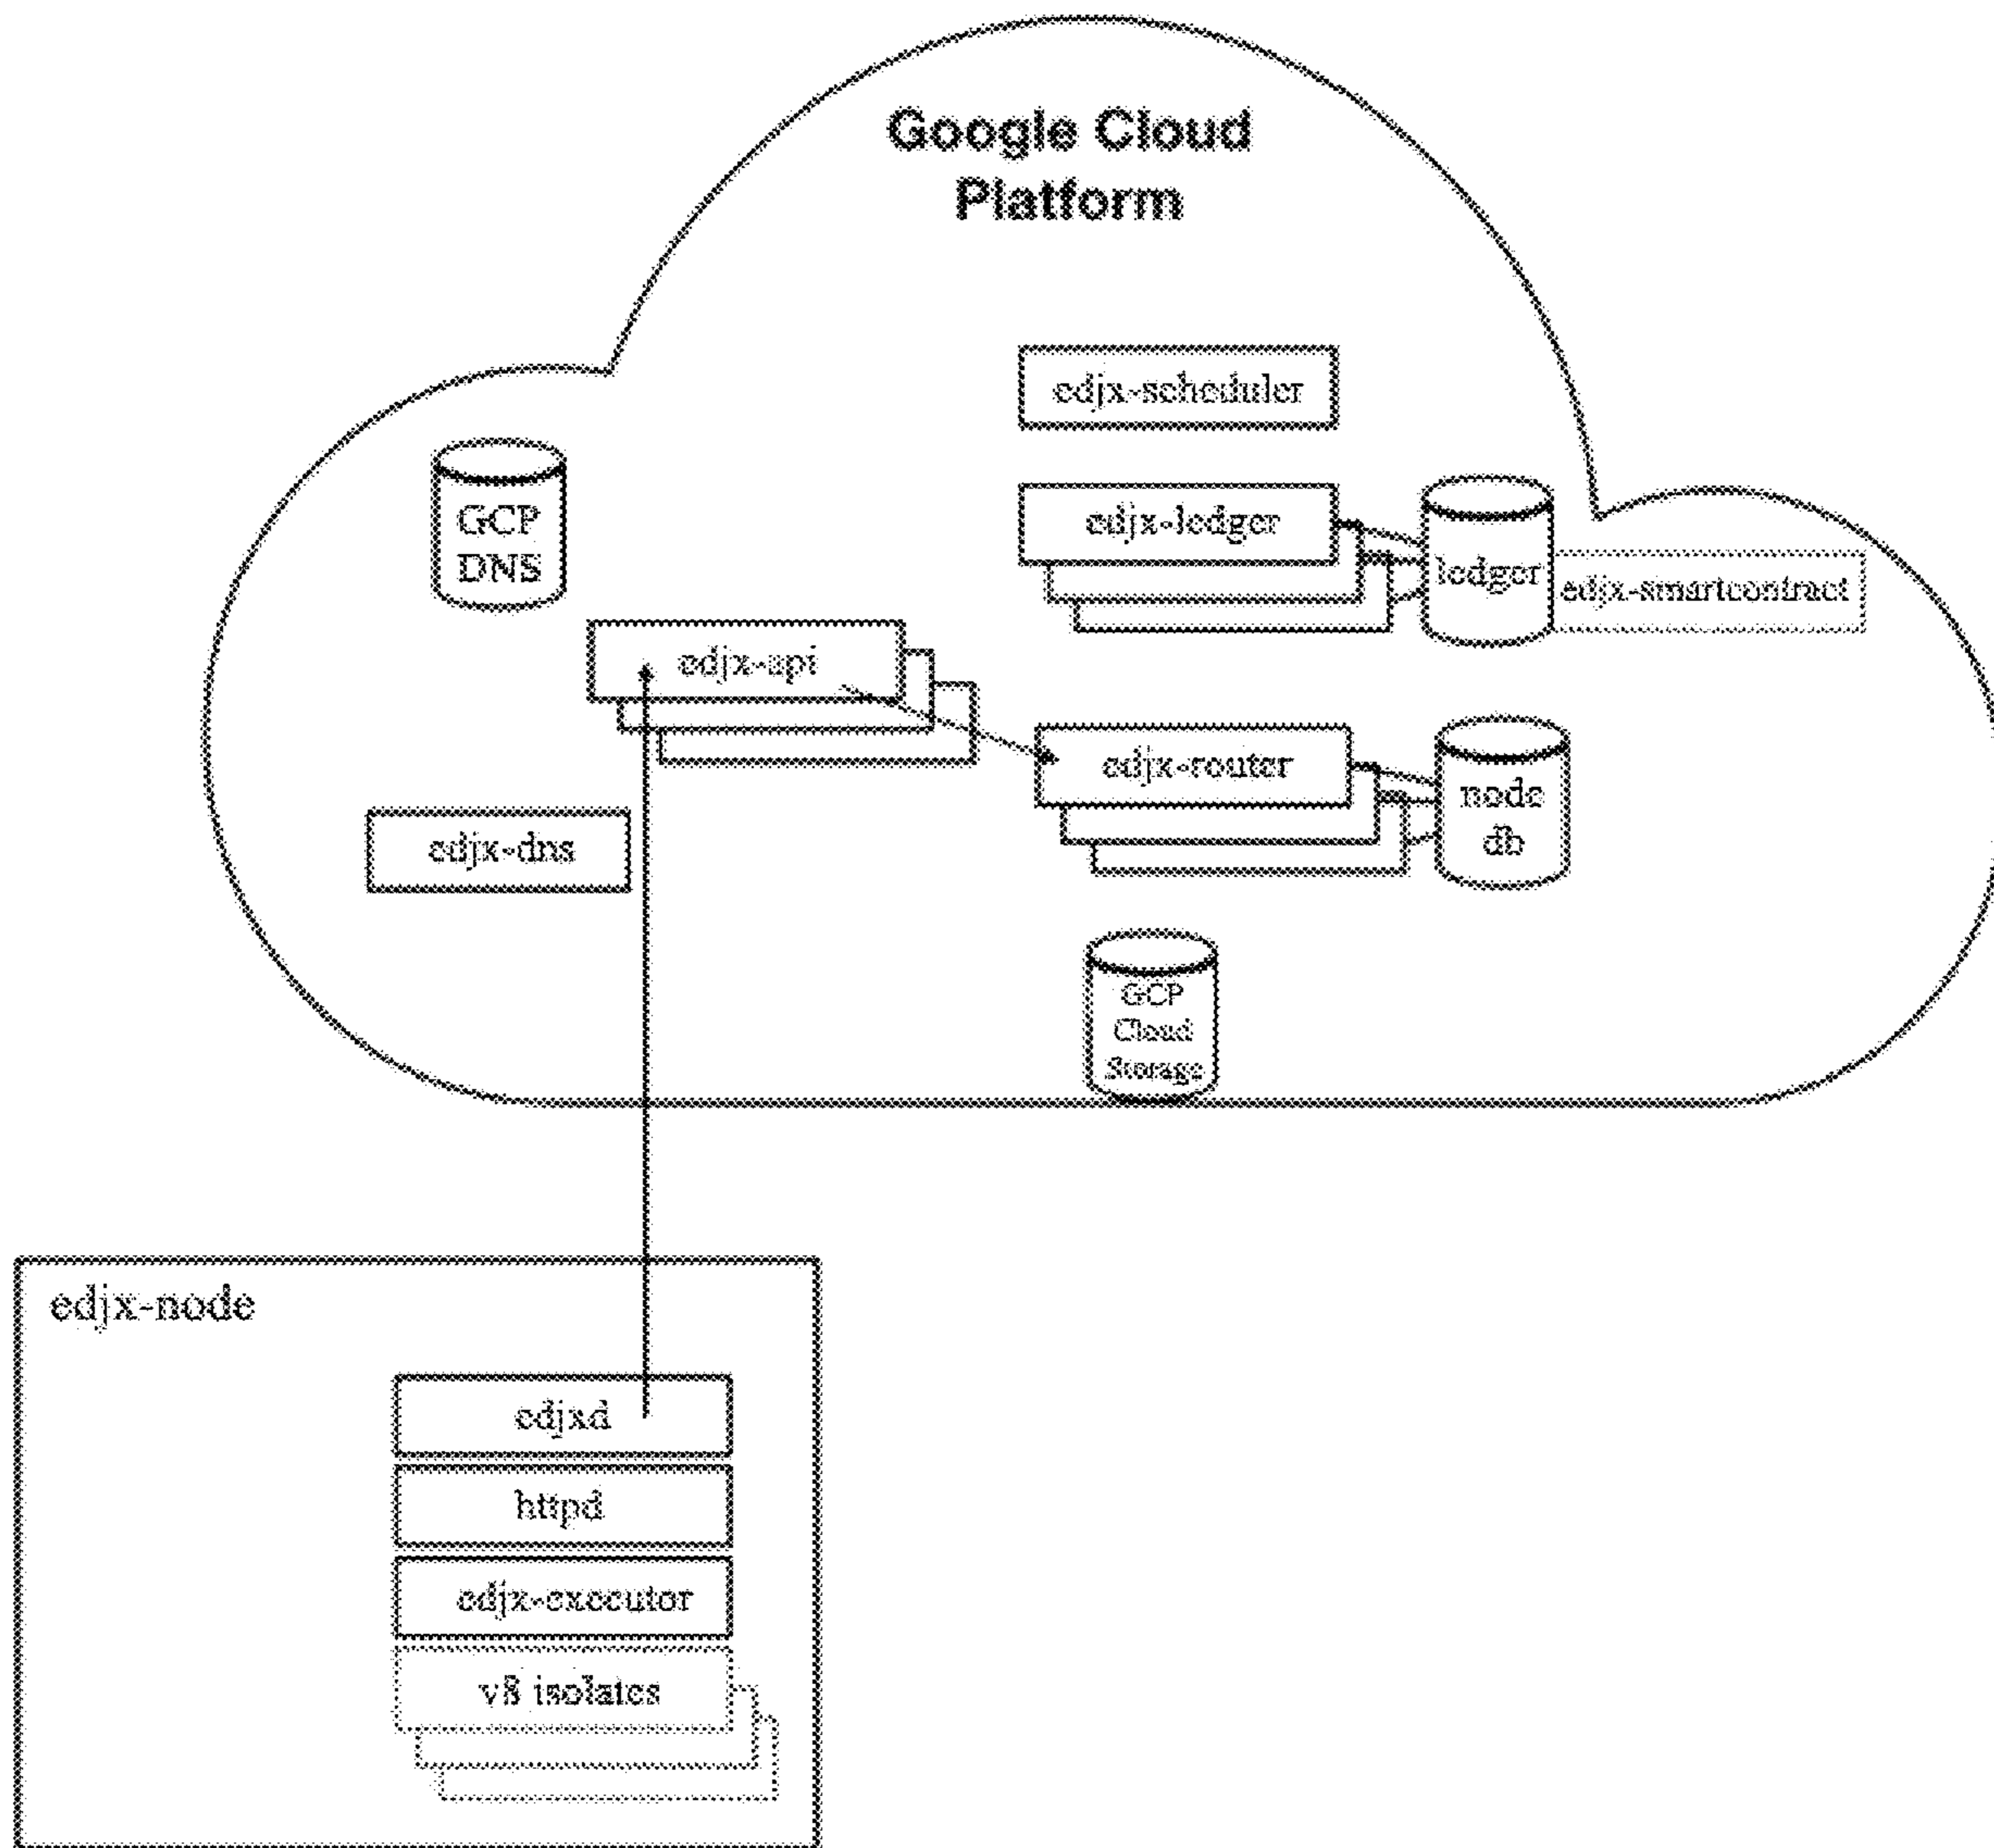 Google Cloud
Platform
edjx-scheduler
GCP
DNS
edjx-ledger
ledger
edjx-smartcontract
edjx-api
edjx-router
node
db
edjx-dns
GCP
Cloud
Storage
edjx-node
edjxd
httpd
edjx-executor
v8 isolates